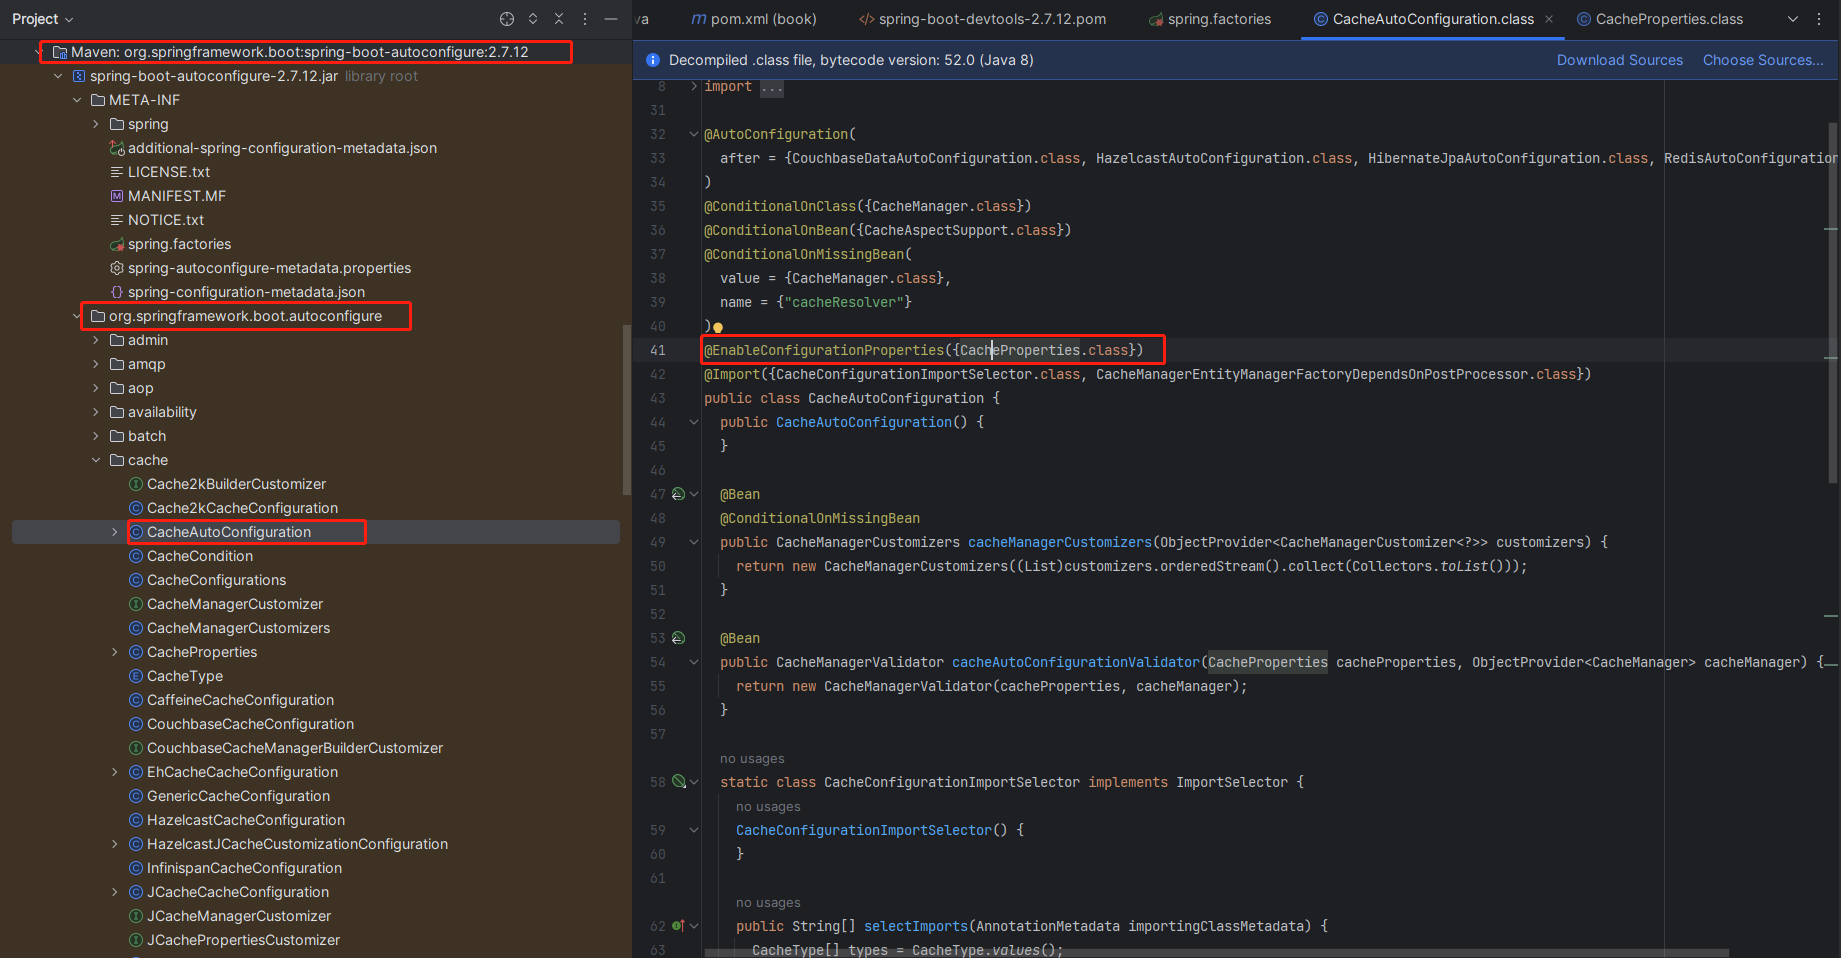 Project
va
pom.xml (book)
spring-boot-devtools-2.7.12.pom
spring.factories
CacheAutoConfiguration.class
CacheProperties.class
Maven: org.springframework.boot:spring-boot-autoconfigure:2.7.12
spring-boot-autoconfigure-2.7.12.jar library root
META-INF
spring
additional-spring-configuration-metadata.json
LICENSE.txt
MANIFEST.MF
NOTICE.txt
spring.factories
spring-autoconfigure-metadata.properties
spring-configuration-metadata.json
org.springframework.boot.autoconfigure
admin
amqp
aop
availability
batch
cache
Cache2kBuilderCustomizer
Cache2kCacheConfiguration
CacheAutoConfiguration
CacheCondition
CacheConfigurations
CacheManagerCustomizer
CacheManagerCustomizers
CacheProperties
CacheType
CaffeineCacheConfiguration
CouchbaseCacheConfiguration
CouchbaseCacheManagerBuilderCustomizer
EhCacheCacheConfiguration
GenericCacheConfiguration
HazelcastCacheConfiguration
HazelcastJCacheCustomizationConfiguration
InfinispanCacheConfiguration
JCacheCacheConfiguration
JCacheManagerCustomizer
JCachePropertiesCustomizer
Decompiled .class file, bytecode version: 52.0 (Java 8)
Download Sources
Choose Sources...
8 import ...
31
32 @AutoConfiguration(
33 after = {CouchbaseDataAutoConfiguration.class, HazelcastAutoConfiguration.class, HibernateJpaAutoConfiguration.class, RedisAutoConfiguration
34 )
35 @ConditionalOnClass({CacheManager.class})
36 @ConditionalOnBean({CacheAspectSupport.class})
37 @ConditionalOnMissingBean(
38 value = {CacheManager.class},
39 name = {"cacheResolver"}
40 )
41 @EnableConfigurationProperties({CacheProperties.class})
42 @Import({CacheConfigurationImportSelector.class, CacheManagerEntityManagerFactoryDependsOnPostProcessor.class})
43 public class CacheAutoConfiguration {
44 public CacheAutoConfiguration() {
45 }
46
47 @Bean
48 @ConditionalOnMissingBean
49 public CacheManagerCustomizers cacheManagerCustomizers(ObjectProvider<CacheManagerCustomizer<?>> customizers) {
50 return new CacheManagerCustomizers((List)customizers.orderedStream().collect(Collectors.toList()));
51 }
52
53 @Bean
54 public CacheManagerValidator cacheAutoConfigurationValidator(CacheProperties cacheProperties, ObjectProvider<CacheManager> cacheManager) {
55 return new CacheManagerValidator(cacheProperties, cacheManager);
56 }
57
no usages
58 static class CacheConfigurationImportSelector implements ImportSelector {
no usages
59 CacheConfigurationImportSelector() {
60 }
61
no usages
62 public String[] selectImports(AnnotationMetadata importingClassMetadata) {
63 CacheType[] types = CacheType.values();